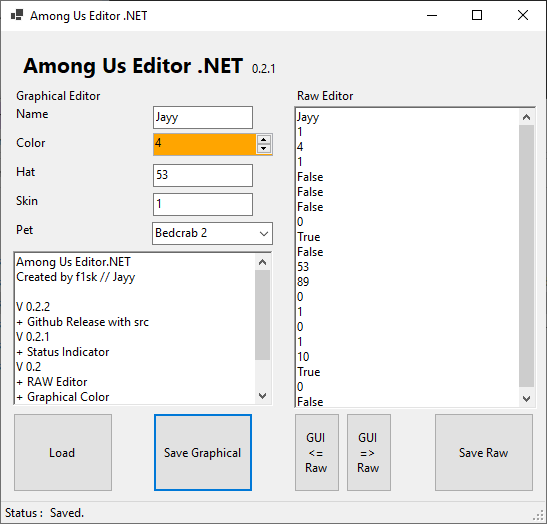 Among Us Editor .NET
Among Us Editor .NET 0.2.1
Graphical Editor
Name Jayy
Color 4
Hat 53
Skin 1
Pet Bedcrab 2
Among Us Editor.NET
Created by f1sk // Jayy
V 0.2.2
+ Github Release with src
V 0.2.1
+ Status Indicator
V 0.2
+ RAW Editor
+ Graphical Color
Raw Editor
Jayy
1
4
1
False
False
False
0
True
False
53
89
0
1
0
1
10
True
0
False
Load
Save Graphical
GUI
<=
Raw
GUI
=>
Raw
Save Raw
Status : Saved.